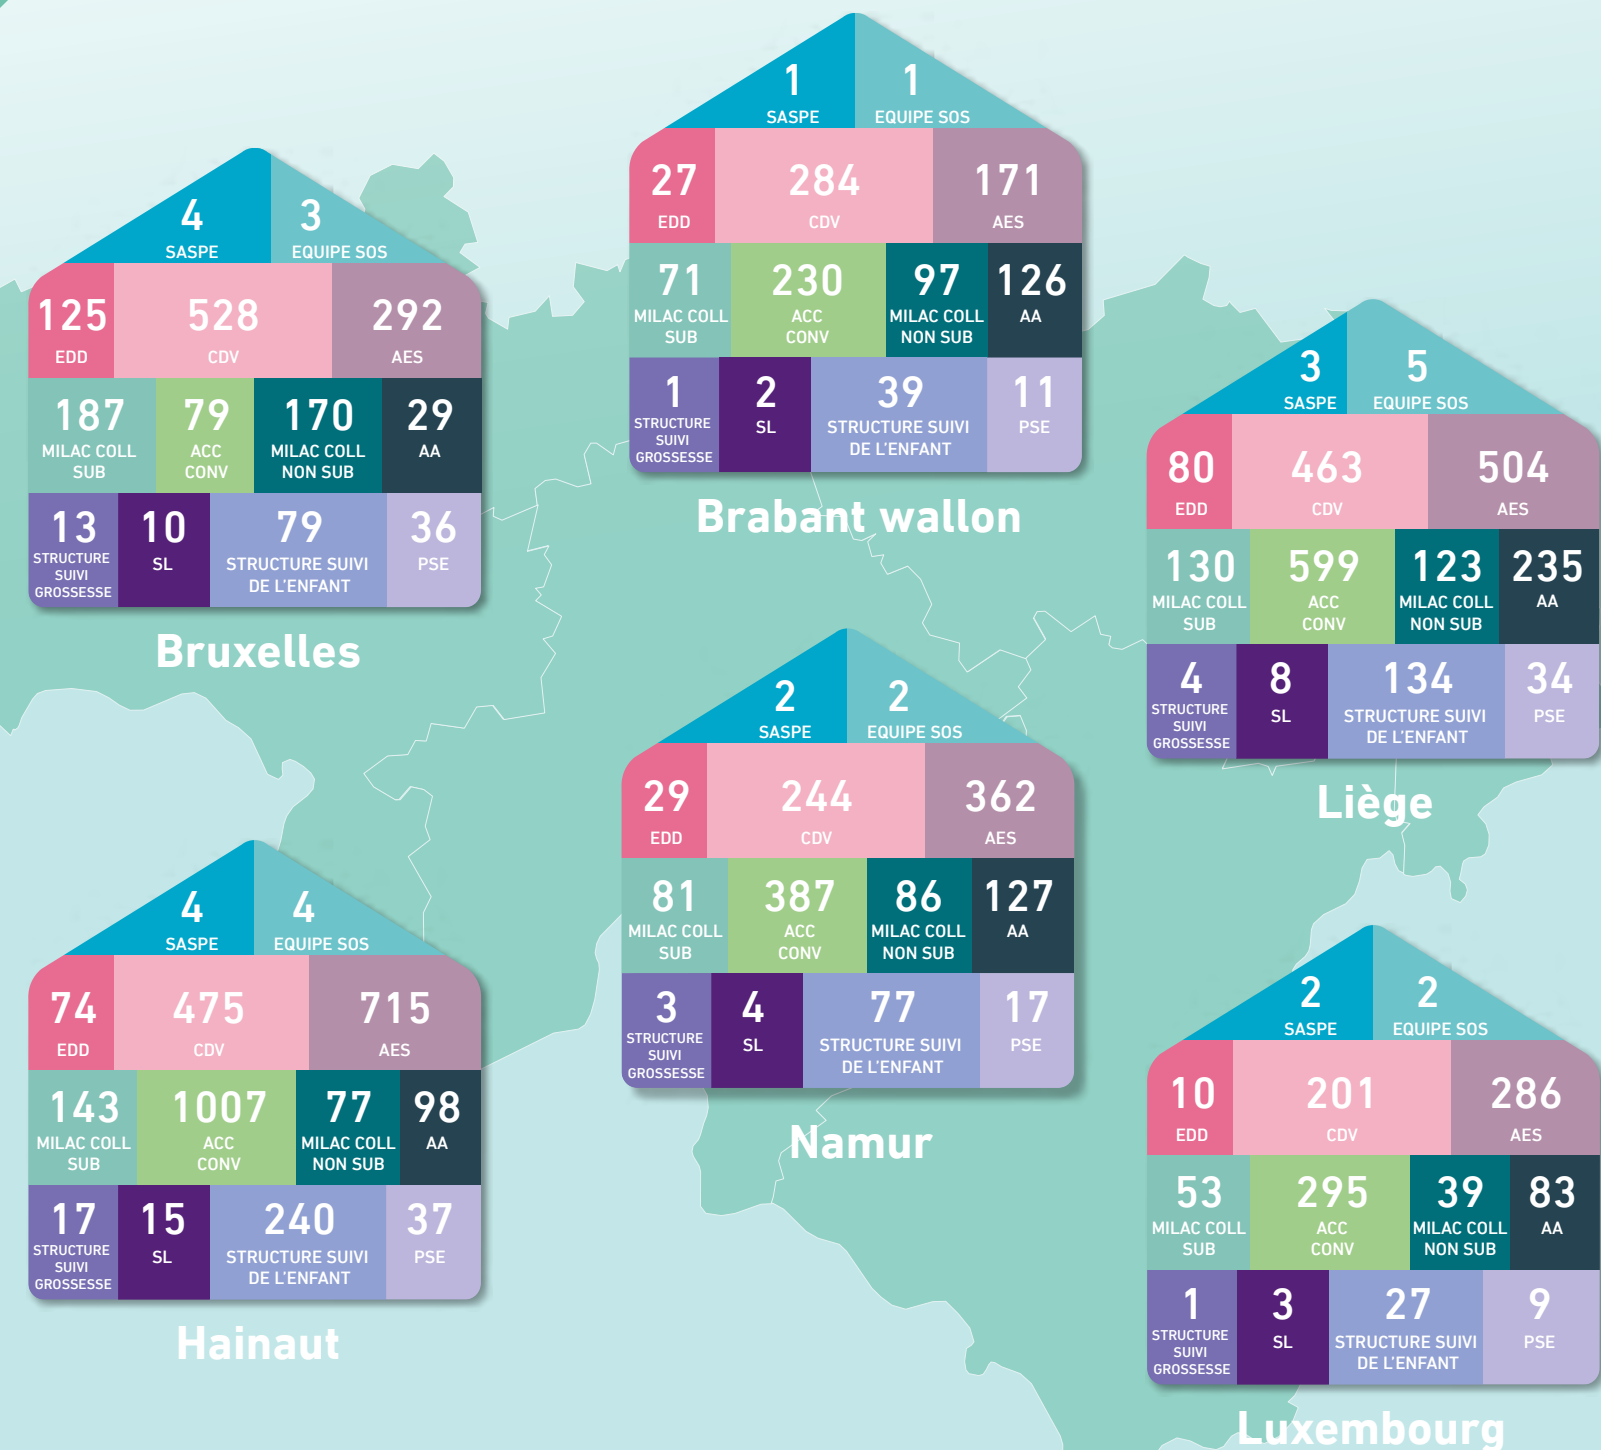 1
SASPE
1
EQUIPE SOS
27
EDD
284
CDV
171
AES
71
MILAC COLL
SUB
230
ACC
CONV
97
MILAC COLL
NON SUB
126
AA
1
STRUCTURE
SUIVI
GROSSESSE
2
SL
39
STRUCTURE SUIVI
DE L'ENFANT
11
PSE
Brabant wallon
4
SASPE
3
EQUIPE SOS
125
EDD
528
CDV
292
AES
187
MILAC COLL
SUB
79
ACC
CONV
170
MILAC COLL
NON SUB
29
AA
13
STRUCTURE
SUIVI
GROSSESSE
10
SL
79
STRUCTURE SUIVI
DE L'ENFANT
36
PSE
Bruxelles
3
SASPE
5
EQUIPE SOS
80
EDD
463
CDV
504
AES
130
MILAC COLL
SUB
599
ACC
CONV
123
MILAC COLL
NON SUB
235
AA
4
STRUCTURE
SUIVI
GROSSESSE
8
SL
134
STRUCTURE SUIVI
DE L'ENFANT
34
PSE
Liège
2
SASPE
2
EQUIPE SOS
29
EDD
244
CDV
362
AES
81
MILAC COLL
SUB
387
ACC
CONV
86
MILAC COLL
NON SUB
127
AA
3
STRUCTURE
SUIVI
GROSSESSE
4
SL
77
STRUCTURE SUIVI
DE L'ENFANT
17
PSE
Namur
4
SASPE
4
EQUIPE SOS
74
EDD
475
CDV
715
AES
143
MILAC COLL
SUB
1007
ACC
CONV
77
MILAC COLL
NON SUB
98
AA
17
STRUCTURE
SUIVI
GROSSESSE
15
SL
240
STRUCTURE SUIVI
DE L'ENFANT
37
PSE
Hainaut
2
SASPE
2
EQUIPE SOS
10
EDD
201
CDV
286
AES
53
MILAC COLL
SUB
295
ACC
CONV
39
MILAC COLL
NON SUB
83
AA
1
STRUCTURE
SUIVI
GROSSESSE
3
SL
27
STRUCTURE SUIVI
DE L'ENFANT
9
PSE
Luxembourg